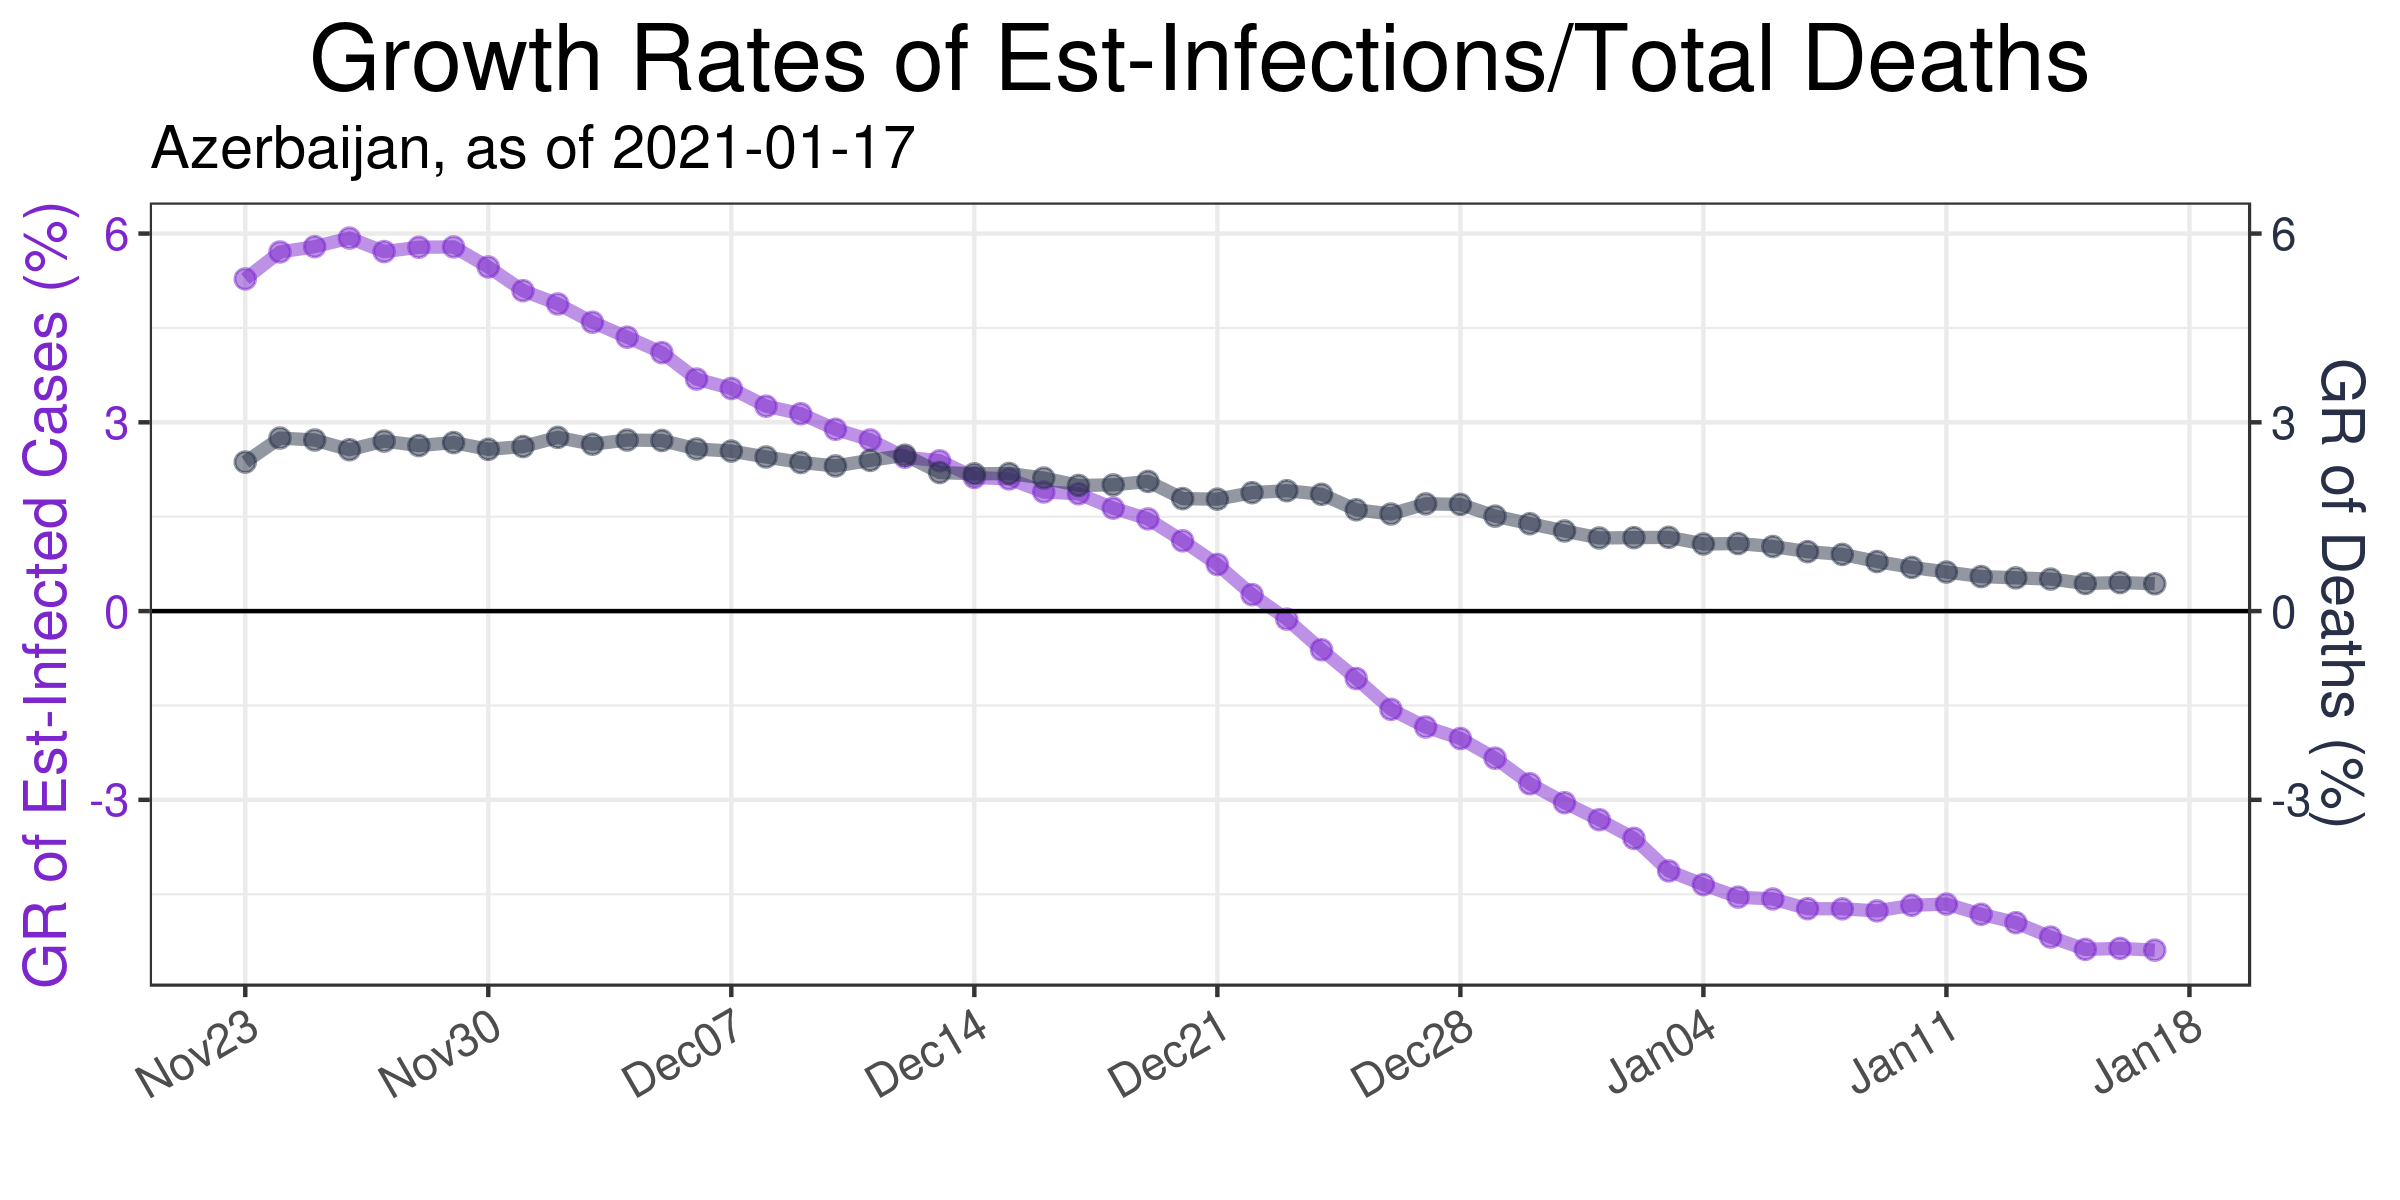 Growth Rates of Est-Infections/Total Deaths
Azerbaijan, as of 2021-01-17
GR of Est-Infected Cases (%)
6
3
0
-3
6
3
0
-3
GR of Deaths (%)
Nov23
Nov30
Dec07
Dec14
Dec21
Dec28
Jan04
Jan11
Jan18